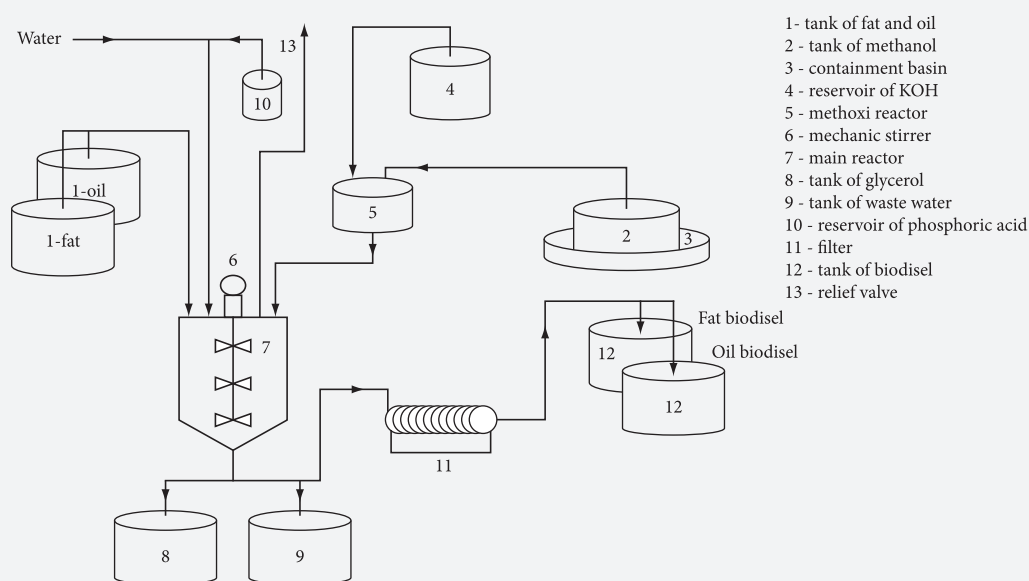 Water
13
10
4
1-oil
1-fat
5
2
3
6
7
Fat biodisel
Oil biodisel
12
12
11
8
9
1- tank of fat and oil
2 - tank of methanol
3 - containment basin
4 - reservoir of KOH
5 - methoxi reactor
6 - mechanic stirrer
7 - main reactor
8 - tank of glycerol
9 - tank of waste water
10 - reservoir of phosphoric acid
11 - filter
12 - tank of biodisel
13 - relief valve